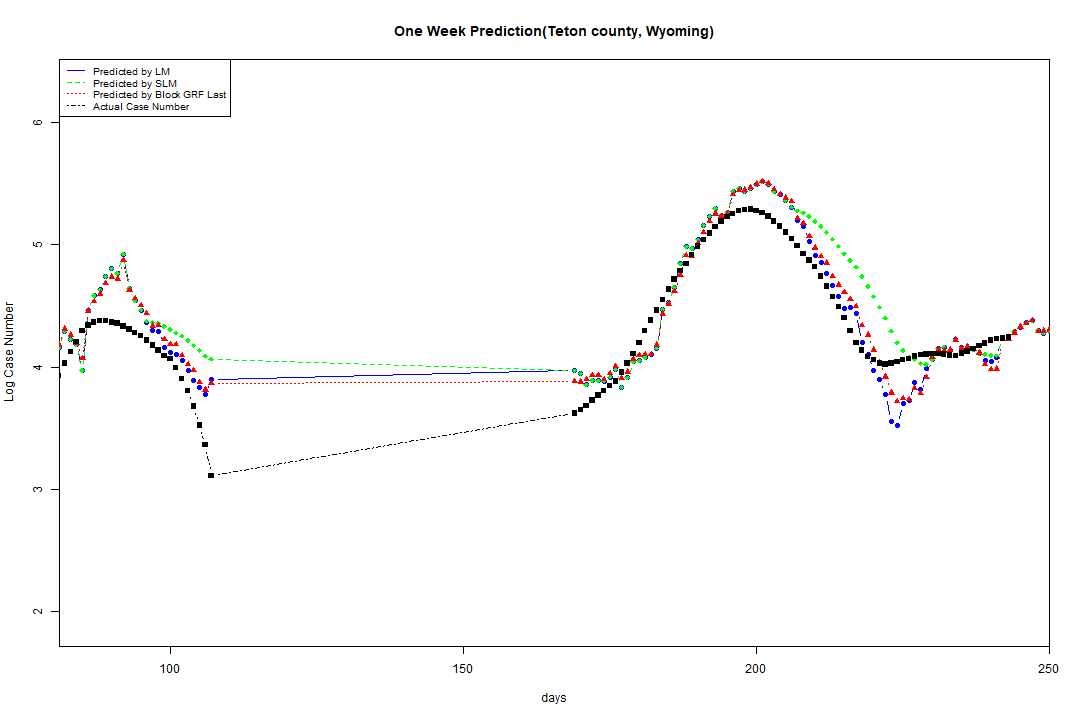 One Week Prediction(Teton county, Wyoming)
Predicted by LM
Predicted by SLM
Predicted by Block GRF Last
Actual Case Number
Log Case Number
6
5
4
3
2
100
150
200
250
days